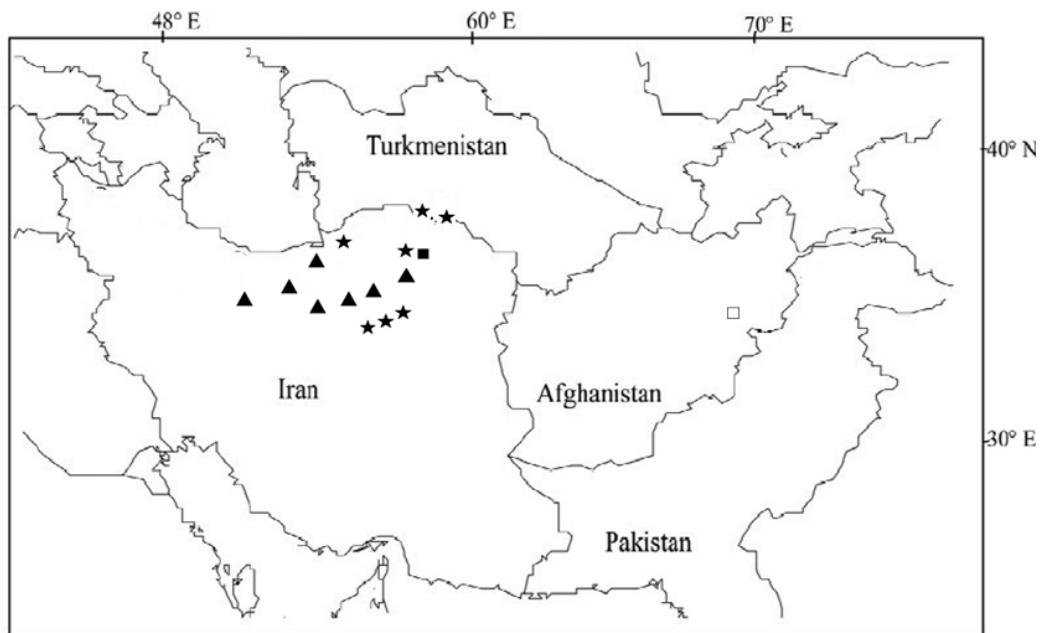 48° E
60° E
70° E
Turkmenistan
40° N
Iran
Afghanistan
30° E
Pakistan